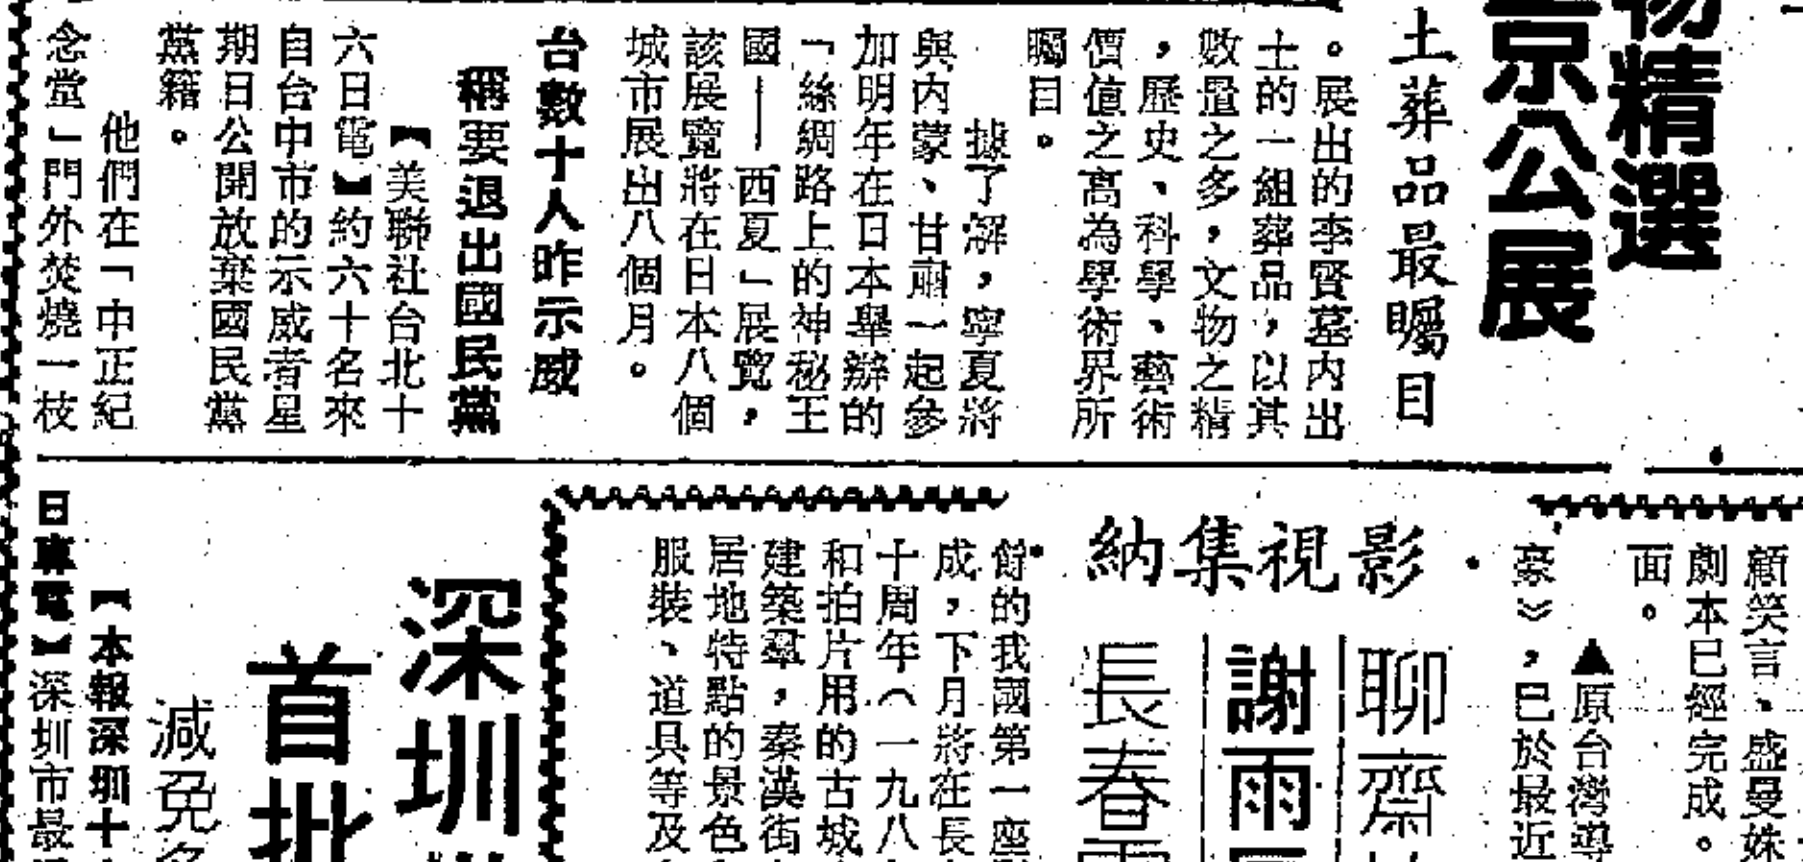 物精選
京公展
土葬品最矚目
。展出的李賢墓內出
土的一組葬品，以其
數量之多，文物之精
，歷史、科學、藝術
價值之高為學術界所
矚目。
據了解，寧夏將
與內蒙、甘肅一起參
加明年在日本舉辦的
「絲綢路上的神秘王
國——西夏」展覽，
該展覽將在日本八個
城市展出八個月。
台數十人昨示威
稱要退出國民黨
【美聯社台北十
六日電】約六十名來
自台中市的示威者星
期日公開放棄國民黨
黨籍。
他們在「中正紀
念堂」門外焚燒一枝
顧笑言、盛曼姝
劇本已經完成。
面。
▲原台灣導
豪》，已於最近
影視集納
聊齋
謝雨
長春
的我國第一座
成，下月將在長
十周年（一九八
和拍片用的古城
建築羣，秦漢街
居地特點的景色
服裝、道具等及
深圳
首批
減免
【本報深圳十
日專電】深圳市最